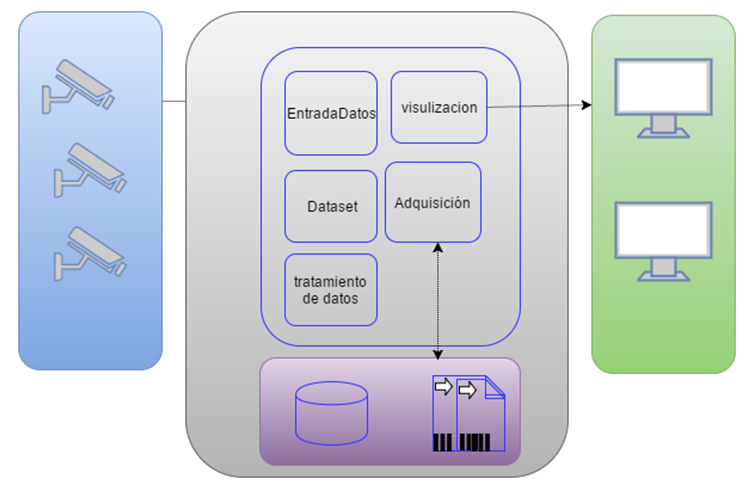 EntradaDatos
visulizacion
Dataset
Adquisición
tratamiento
de datos